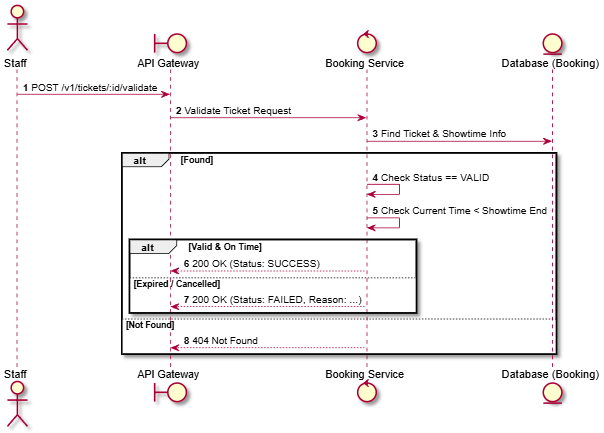 Staff
API Gateway
Booking Service
Database (Booking)
1 POST /v1/tickets/:id/validate
2 Validate Ticket Request
3 Find Ticket & Showtime Info
alt [Found]
4 Check Status == VALID
5 Check Current Time < Showtime End
alt [Valid & On Time]
6 200 OK (Status: SUCCESS)
[Expired / Cancelled]
7 200 OK (Status: FAILED, Reason: ...)
[Not Found]
8 404 Not Found
Staff
API Gateway
Booking Service
Database (Booking)